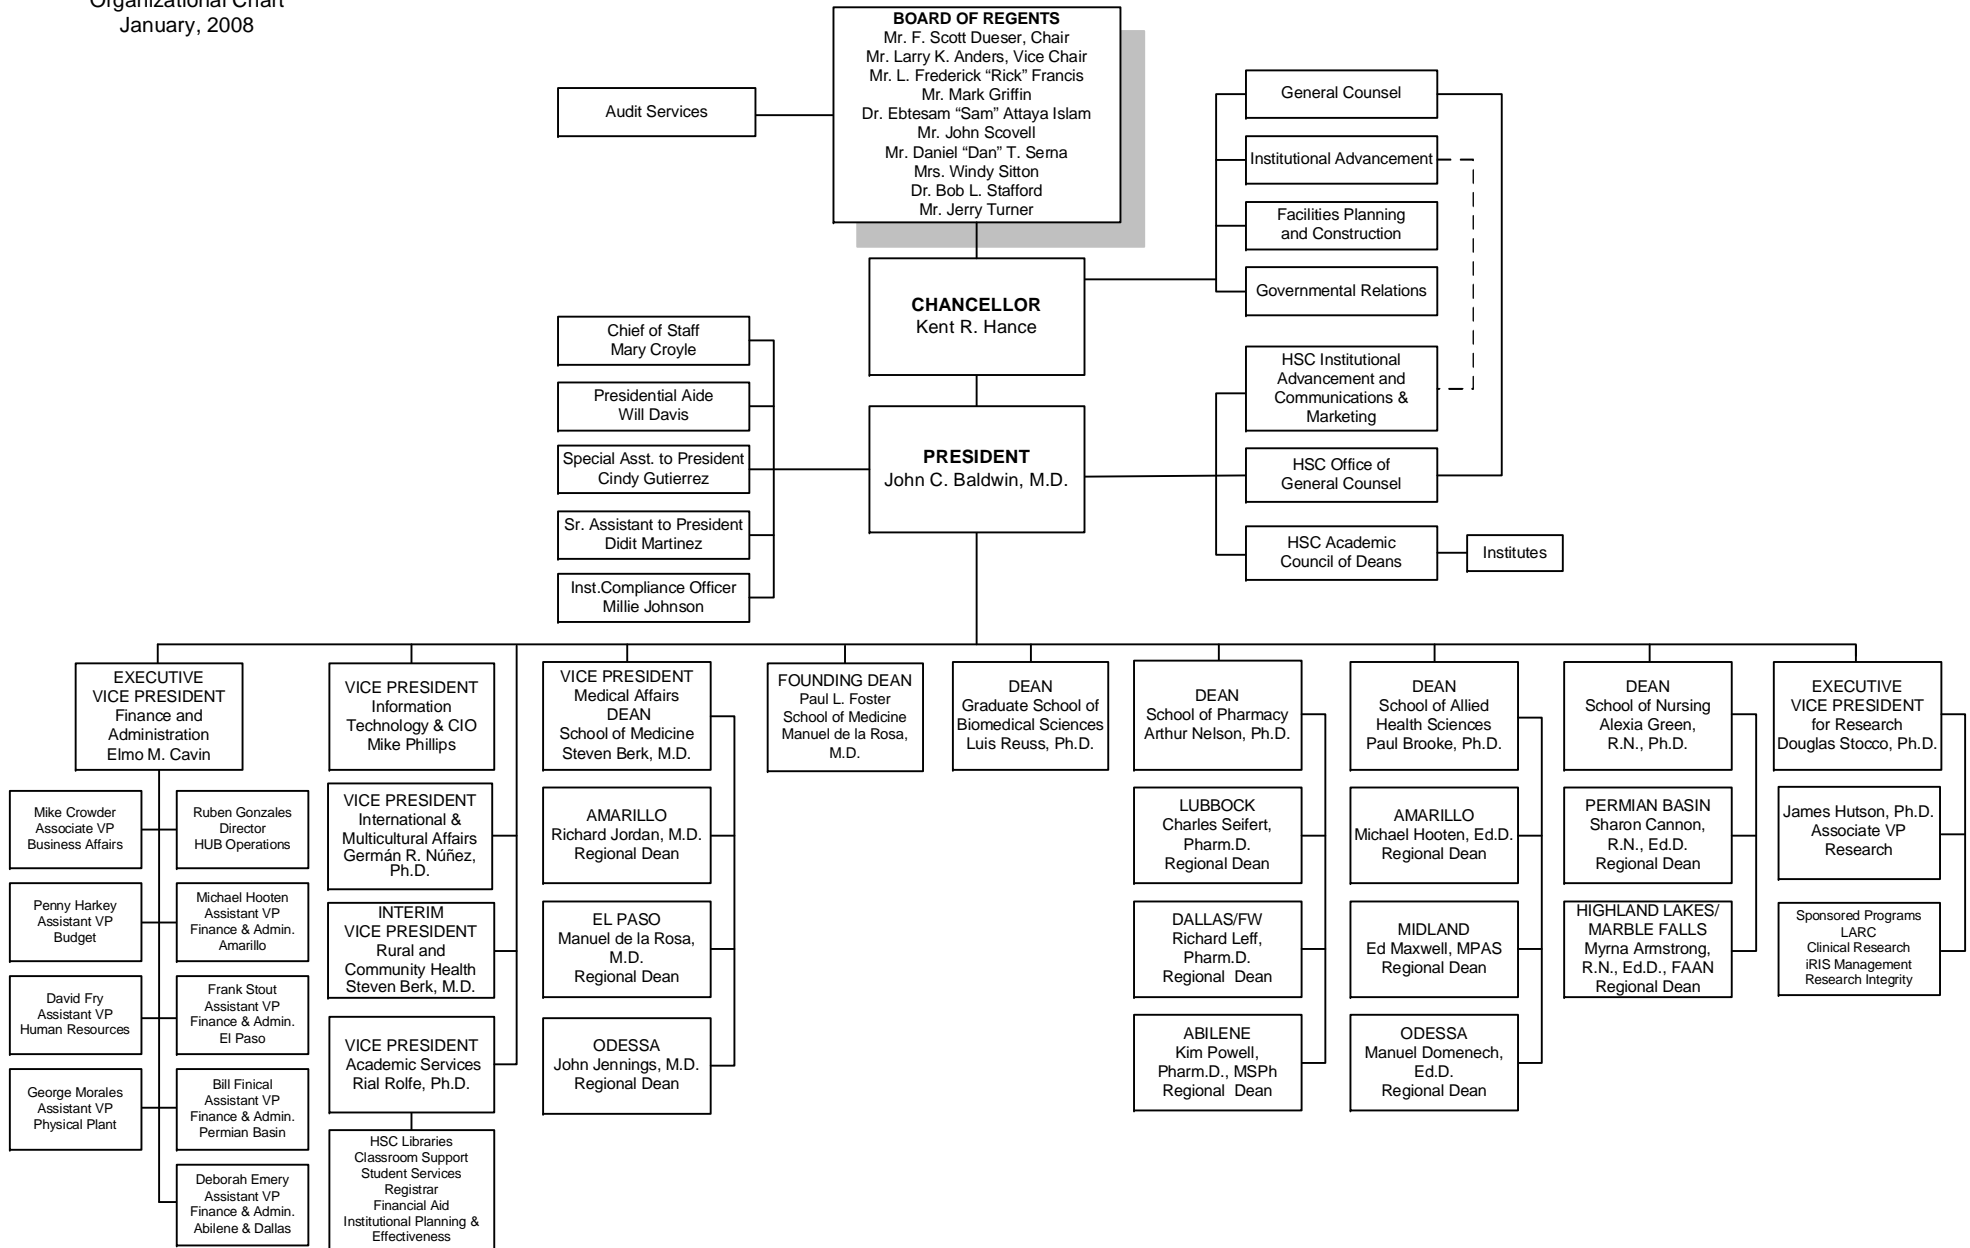 Organizational Chart
January, 2008
BOARD OF REGENTS
Mr. F. Scott Dueser, Chair
Mr. Larry K. Anders, Vice Chair
Mr. L. Frederick “Rick” Francis
Mr. Mark Griffin
Dr. Ebtesam “Sam” Attaya Islam
Mr. John Scovell
Mr. Daniel “Dan” T. Serna
Mrs. Windy Sitton
Dr. Bob L. Stafford
Mr. Jerry Turner
Audit Services
General Counsel
Institutional Advancement
Facilities Planning
and Construction
Governmental Relations
CHANCELLOR
Kent R. Hance
Chief of Staff
Mary Croyle
Presidential Aide
Will Davis
Special Asst. to President
Cindy Gutierrez
Sr. Assistant to President
Didit Martinez
Inst.Compliance Officer
Millie Johnson
PRESIDENT
John C. Baldwin, M.D.
HSC Institutional
Advancement and
Communications &
Marketing
HSC Office of
General Counsel
HSC Academic
Council of Deans
Institutes
EXECUTIVE
VICE PRESIDENT
Finance and
Administration
Elmo M. Cavin
Mike Crowder
Associate VP
Business Affairs
Ruben Gonzales
Director
HUB Operations
Penny Harkey
Assistant VP
Budget
Michael Hooten
Assistant VP
Finance & Admin.
Amarillo
David Fry
Assistant VP
Human Resources
Frank Stout
Assistant VP
Finance & Admin.
El Paso
George Morales
Assistant VP
Physical Plant
Bill Finical
Assistant VP
Finance & Admin.
Permian Basin
Deborah Emery
Assistant VP
Finance & Admin.
Abilene & Dallas
VICE PRESIDENT
Information
Technology & CIO
Mike Phillips
VICE PRESIDENT
International &
Multicultural Affairs
Germán R. Núñez,
Ph.D.
INTERIM
VICE PRESIDENT
Rural and
Community Health
Steven Berk, M.D.
VICE PRESIDENT
Academic Services
Rial Rolfe, Ph.D.
HSC Libraries
Classroom Support
Student Services
Registrar
Financial Aid
Institutional Planning &
Effectiveness
VICE PRESIDENT
Medical Affairs
DEAN
School of Medicine
Steven Berk, M.D.
AMARILLO
Richard Jordan, M.D.
Regional Dean
EL PASO
Manuel de la Rosa,
M.D.
Regional Dean
ODESSA
John Jennings, M.D.
Regional Dean
FOUNDING DEAN
Paul L. Foster
School of Medicine
Manuel de la Rosa,
M.D.
DEAN
Graduate School of
Biomedical Sciences
Luis Reuss, Ph.D.
DEAN
School of Pharmacy
Arthur Nelson, Ph.D.
LUBBOCK
Charles Seifert,
Pharm.D.
Regional Dean
DALLAS/FW
Richard Leff,
Pharm.D.
Regional Dean
ABILENE
Kim Powell,
Pharm.D., MSPh
Regional Dean
DEAN
School of Allied
Health Sciences
Paul Brooke, Ph.D.
AMARILLO
Michael Hooten, Ed.D.
Regional Dean
MIDLAND
Ed Maxwell, MPAS
Regional Dean
ODESSA
Manuel Domenech,
Ed.D.
Regional Dean
DEAN
School of Nursing
Alexia Green,
R.N., Ph.D.
PERMIAN BASIN
Sharon Cannon,
R.N., Ed.D.
Regional Dean
HIGHLAND LAKES/
MARBLE FALLS
Myrna Armstrong,
R.N., Ed.D., FAAN
Regional Dean
EXECUTIVE
VICE PRESIDENT
for Research
Douglas Stocco, Ph.D.
James Hutson, Ph.D.
Associate VP
Research
Sponsored Programs
LARC
Clinical Research
iRIS Management
Research Integrity